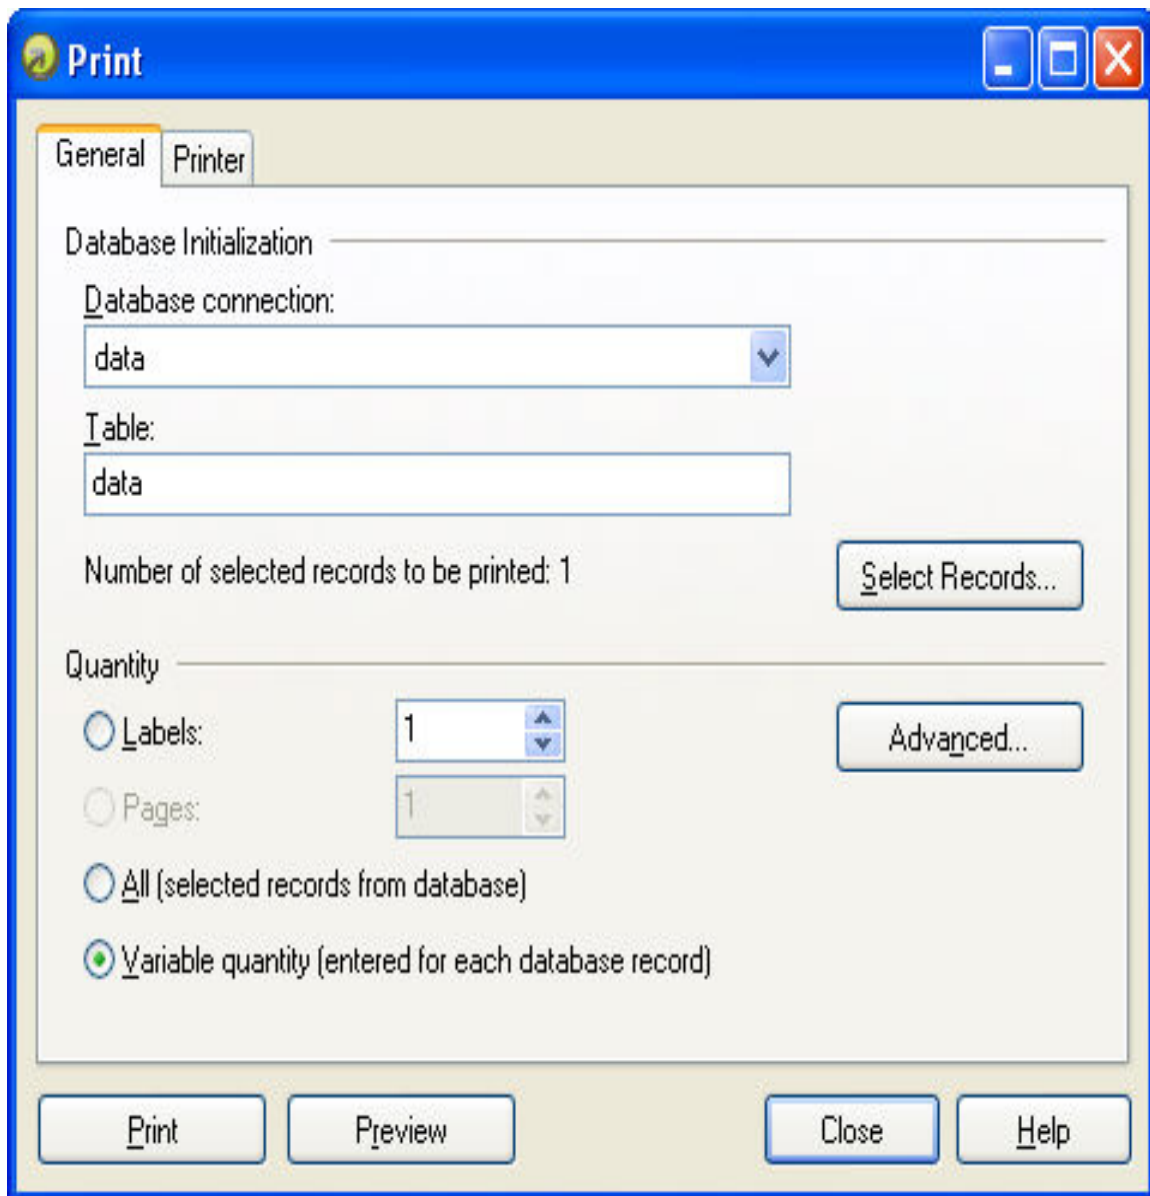 Print
General Printer
Database Initialization
Database connection:
data
Table:
data
Number of selected records to be printed: 1
Select Records...
Quantity
Labels: 1
Advanced...
Pages: 1
All (selected records from database)
Variable quantity (entered for each database record)
Print Preview Close Help